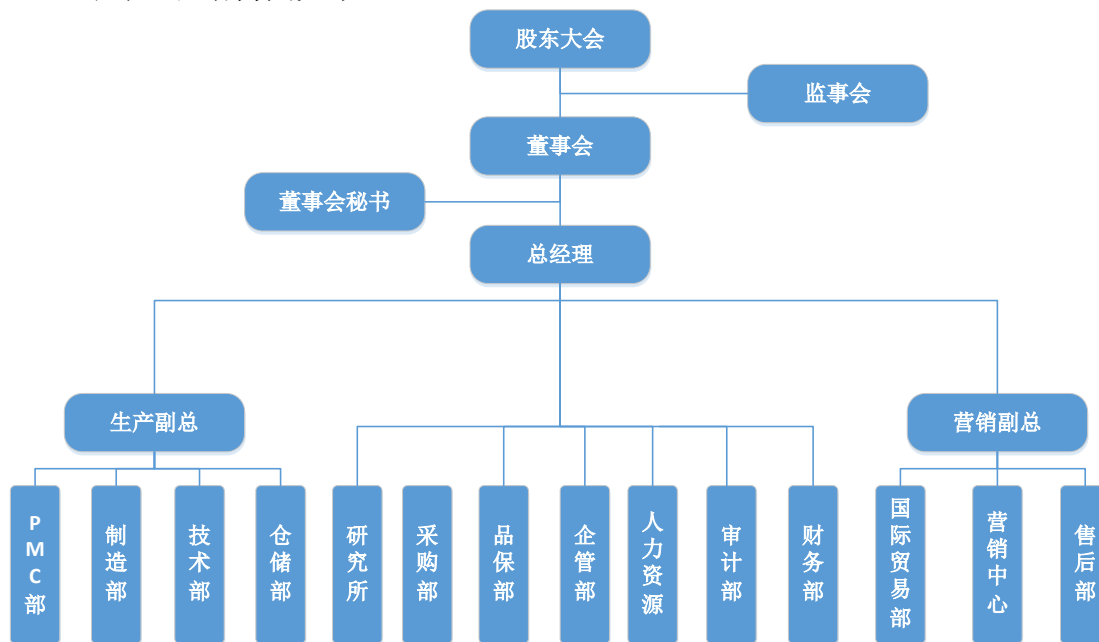 股东大会
监事会
董事会
董事会秘书
总经理
生产副总
营销副总
PMC部
制造部
技术部
仓储部
研究所
采购部
品保部
企管部
人力资源
审计部
财务部
国际贸易部
营销中心
售后部